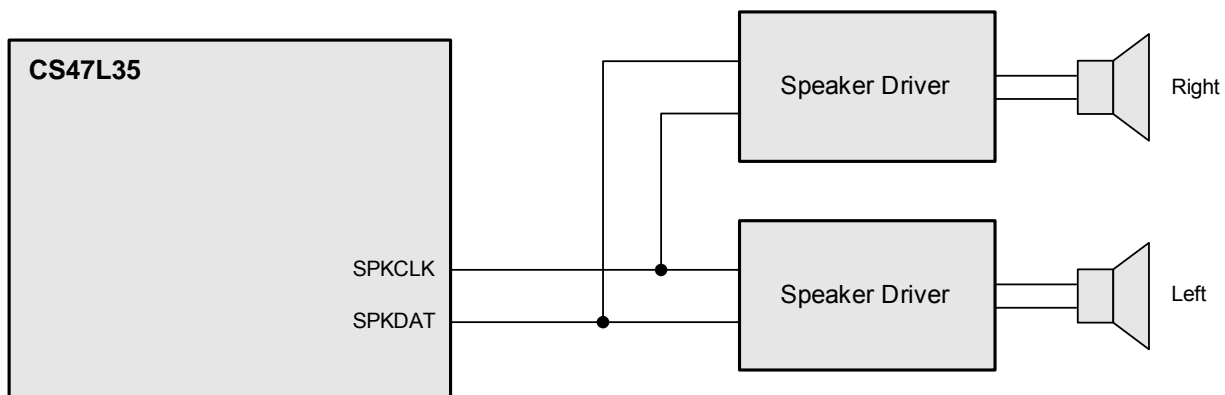 CS47L35
Speaker Driver
Right
SPKCLK
SPKDAT
Speaker Driver
Left